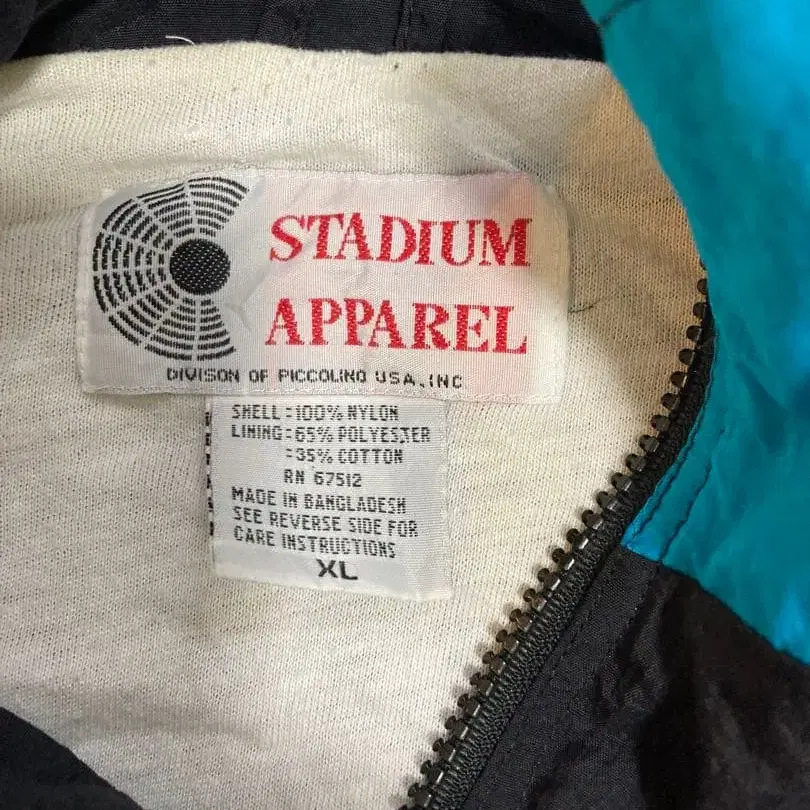 STADIUM
APPAREL
DIVISON OF PICCOLINO USA.INC
SHELL:100% NYLON
LINING:65% POLYESTER
:35% COTTON
RN 67512
MADE IN BANGLADESH
SEE REVERSE SIDE FOR
CARE INSTRUCTIONS
XL